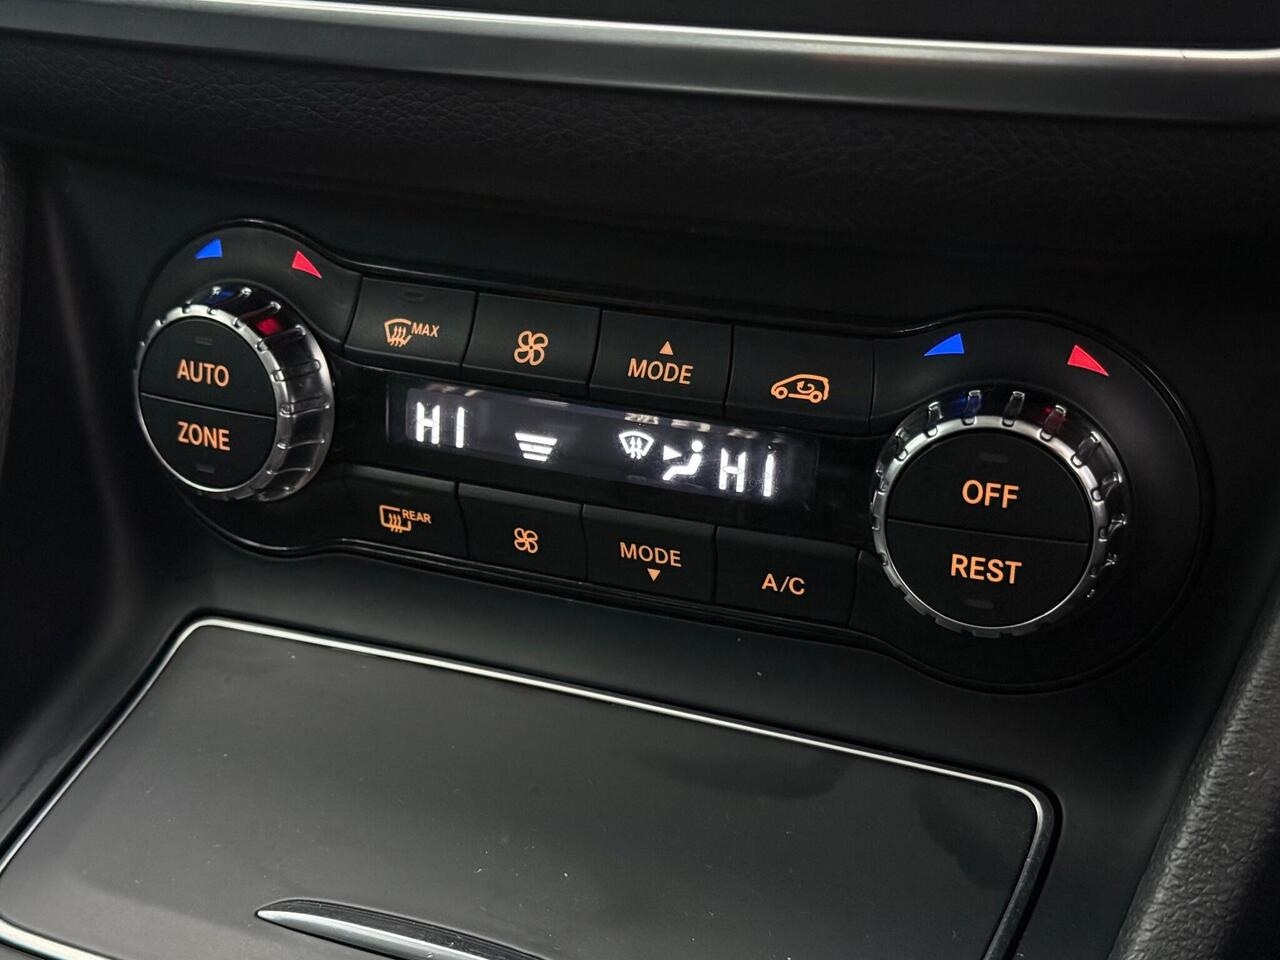 MAX
MODE
AUTO
ZONE
HI
HI
OFF
REST
REAR
MODE
A/C